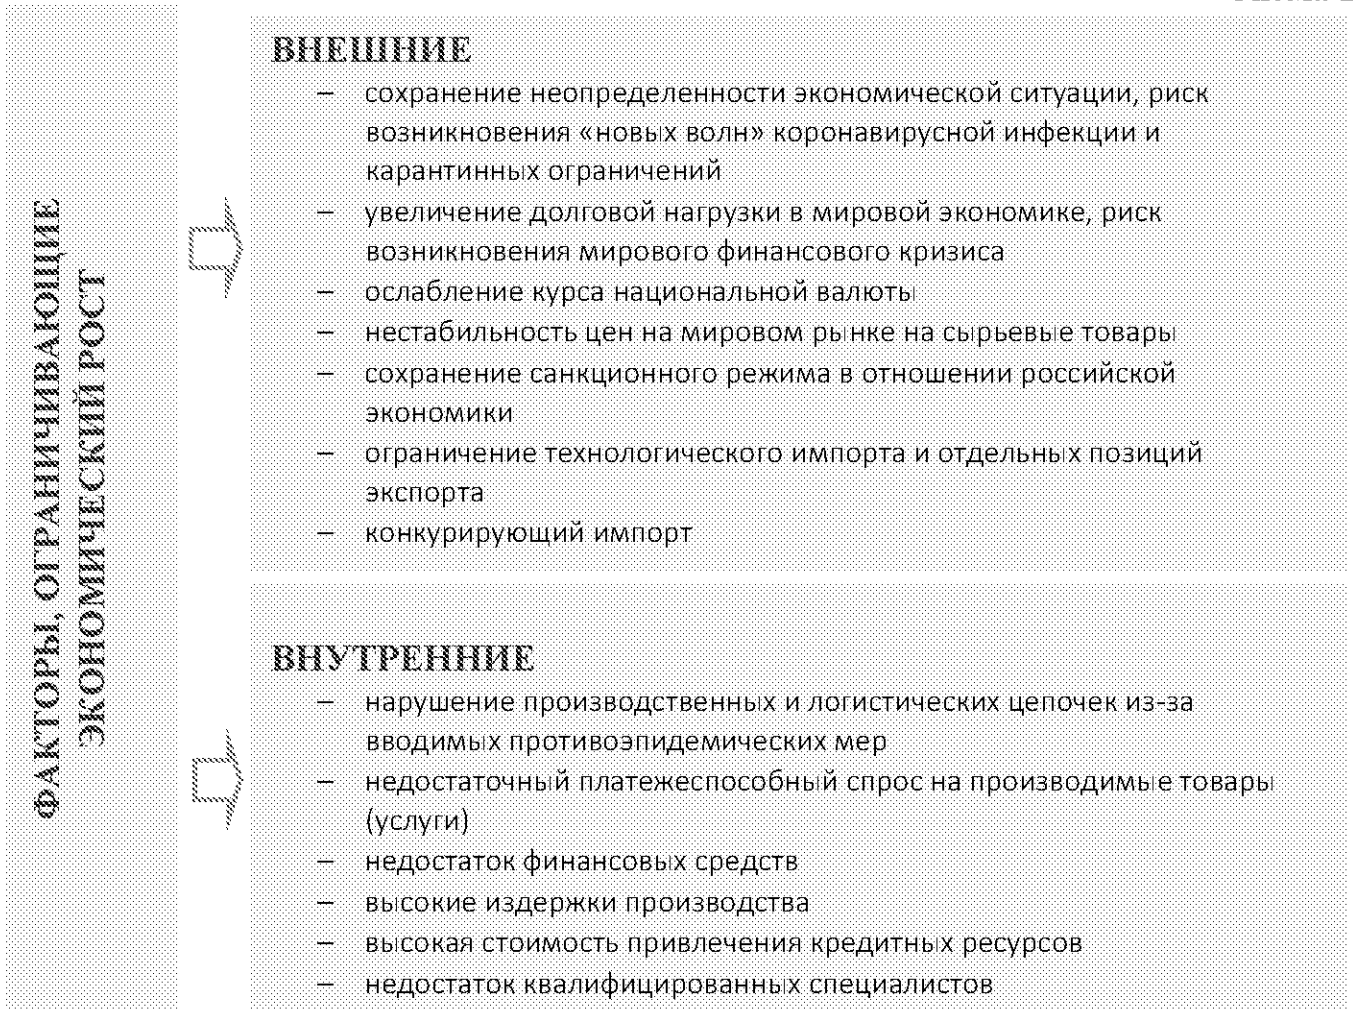 ФАКТОРЫ, ОГРАНИЧИВАЮЩИЕ
ЭКОНОМИЧЕСКИЙ РОСТ
ВНЕШНИЕ
– сохранение неопределенности экономической ситуации, риск
возникновения «новых волн» коронавирусной инфекции и
карантинных ограничений
– увеличение долговой нагрузки в мировой экономике, риск
возникновения мирового финансового кризиса
– ослабление курса национальной валюты
– нестабильность цен на мировом рынке на сырьевые товары
– сохранение санкционного режима в отношении российской
экономики
– ограничение технологического импорта и отдельных позиций
экспорта
– конкурирующий импорт
ВНУТРЕННИЕ
– нарушение производственных и логистических цепочек из-за
вводимых противоэпидемических мер
– недостаточный платежеспособный спрос на производимые товары
(услуги)
– недостаток финансовых средств
– высокие издержки производства
– высокая стоимость привлечения кредитных ресурсов
– недостаток квалифицированных специалистов